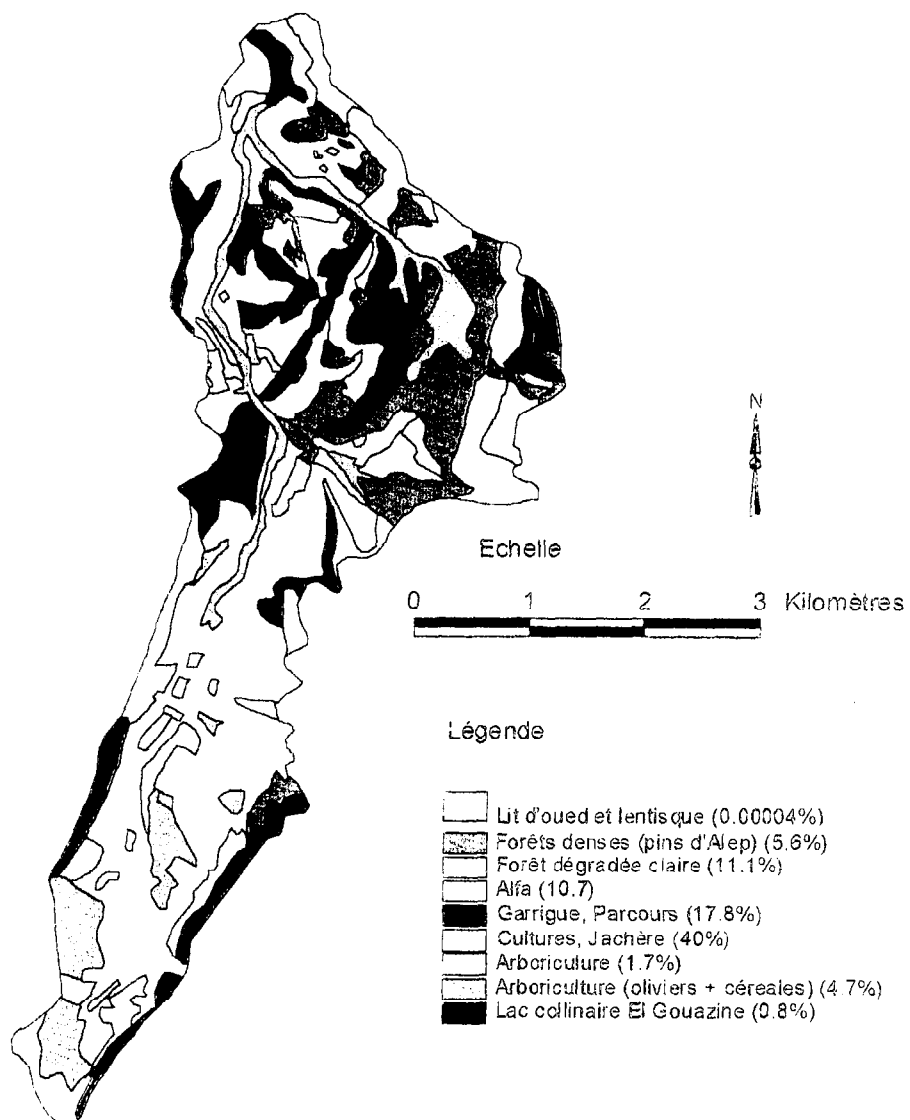 N
Echelle
0 1 2 3 Kilomètres
Légende
Lit d'oued et lentisque (0.00004%)
Forêts denses (pins d'Alep) (5.6%)
Forêt dégradée claire (11.1%)
Alfa (10.7)
Garrigue, Parcours (17.8%)
Cultures, Jachère (40%)
Arboriculure (1.7%)
Arboriculture (oliviers + céreales) (4.7%)
Lac collinaire El Gouazine (0.8%)